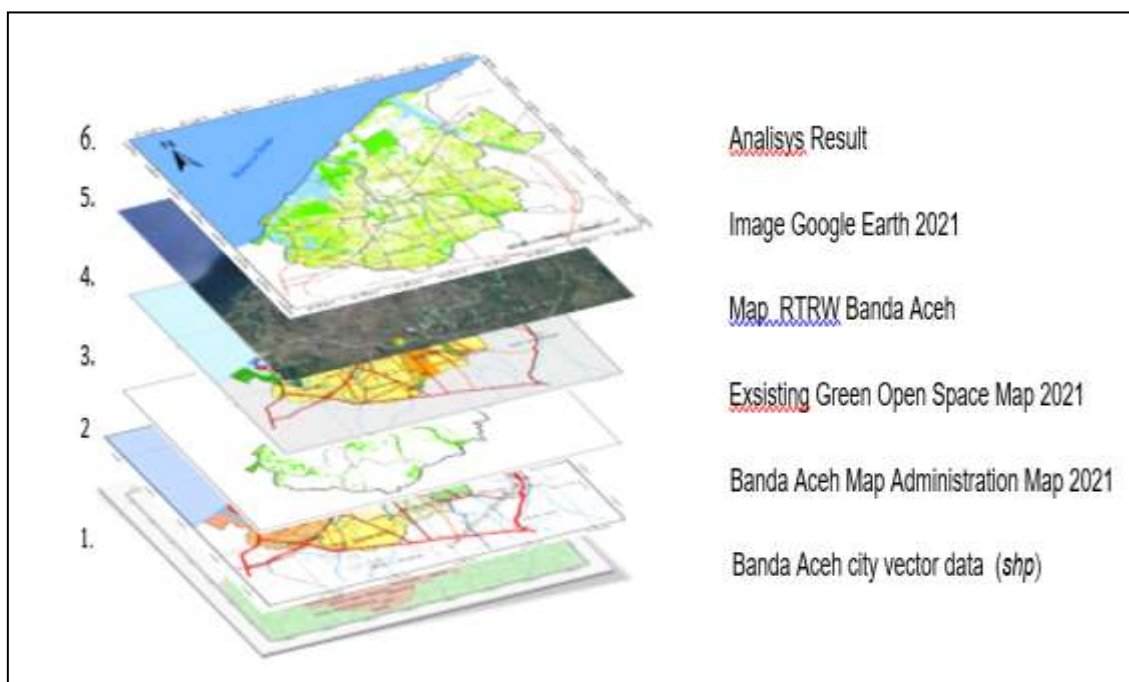 6. Analisys Result
5. Image Google Earth 2021
4. Map RTRW Banda Aceh
3. Exsisting Green Open Space Map 2021
2 Banda Aceh Map Administration Map 2021
1. Banda Aceh city vector data (shp)